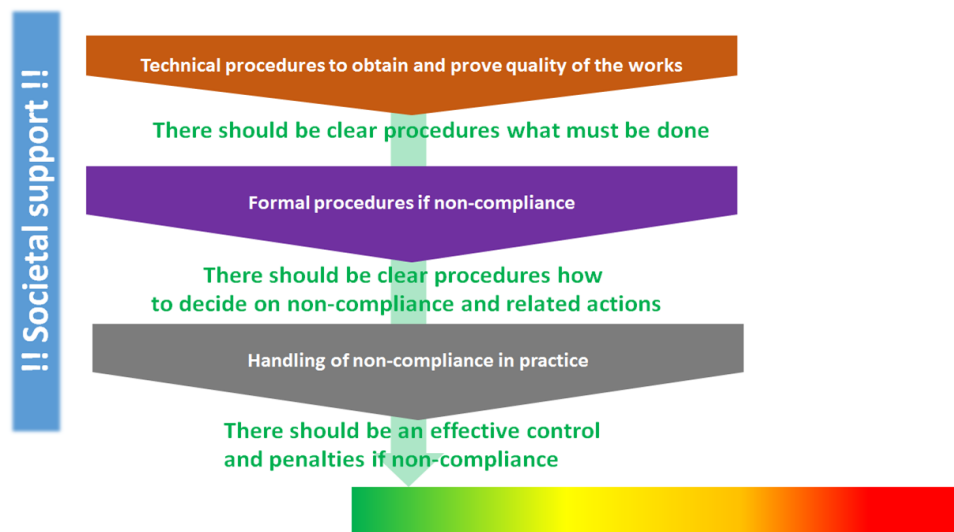 !! Societal support !!
Technical procedures to obtain and prove quality of the works
There should be clear procedures what must be done
Formal procedures if non-compliance
There should be clear procedures how
to decide on non-compliance and related actions
Handling of non-compliance in practice
There should be an effective control
and penalties if non-compliance